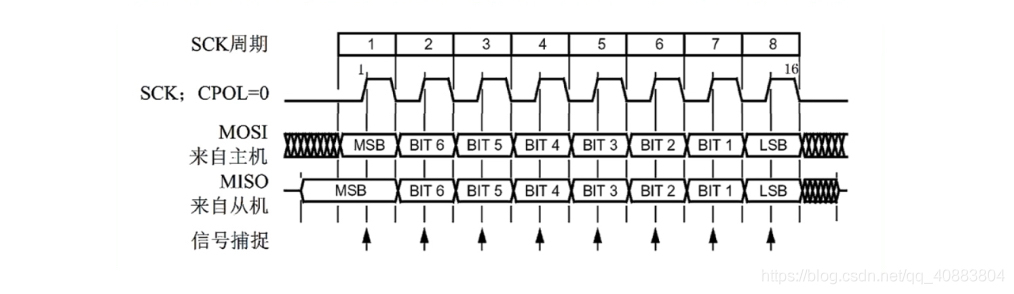 SCK周期 1 2 3 4 5 6 7 8
1 16
SCK；CPOL=0
MOSI
来自主机
MSB BIT 6 BIT 5 BIT 4 BIT 3 BIT 2 BIT 1 LSB
MISO
来自从机
MSB BIT 6 BIT 5 BIT 4 BIT 3 BIT 2 BIT 1 LSB
信号捕捉
https://blog.csdn.net/qq_40883804